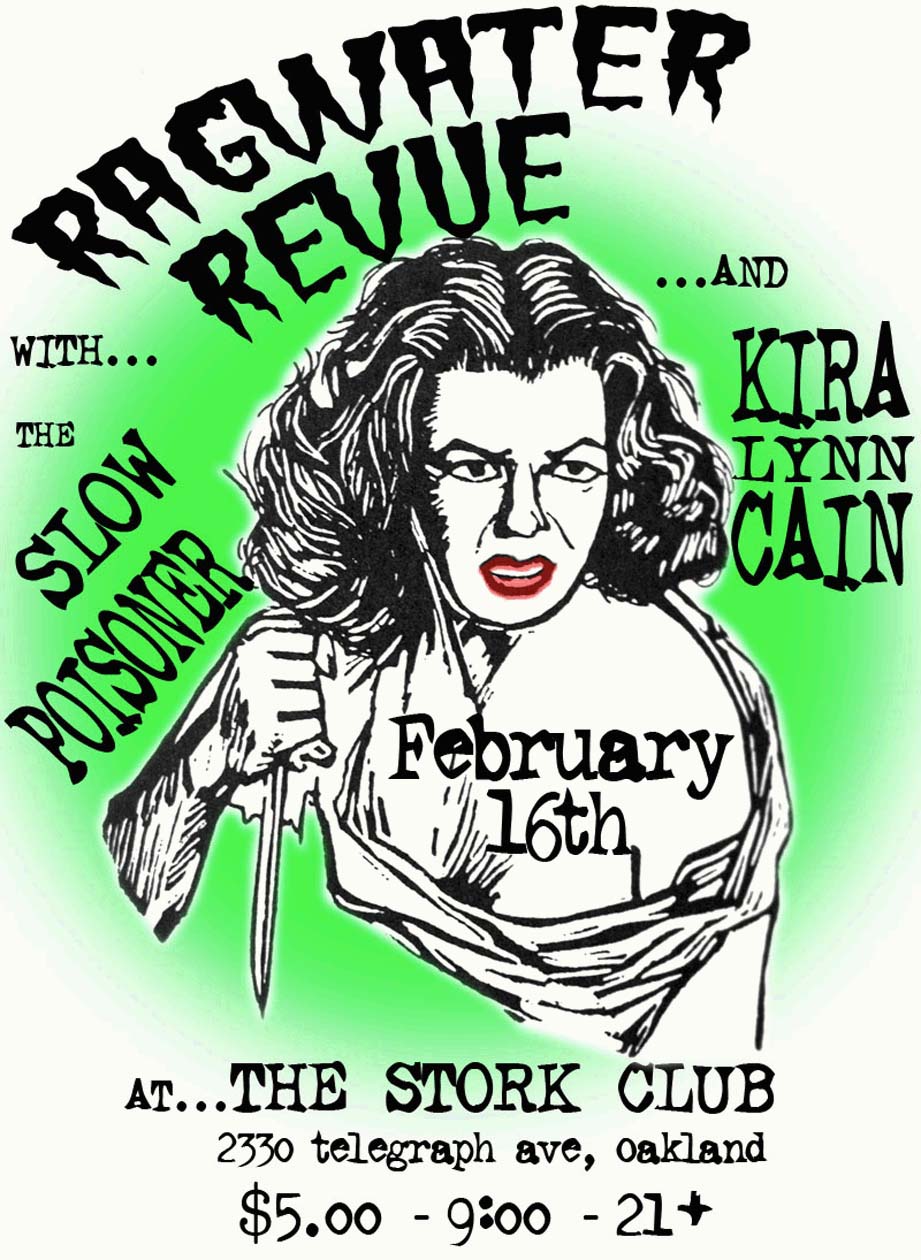 RAGWATER
REVUE
WITH...
THE
SLOW
POISONER
...AND
KIRA
LYNN
CAIN
February
16th
AT...THE STORK CLUB
2330 telegraph ave, oakland
$5.00 - 9:00 - 21+